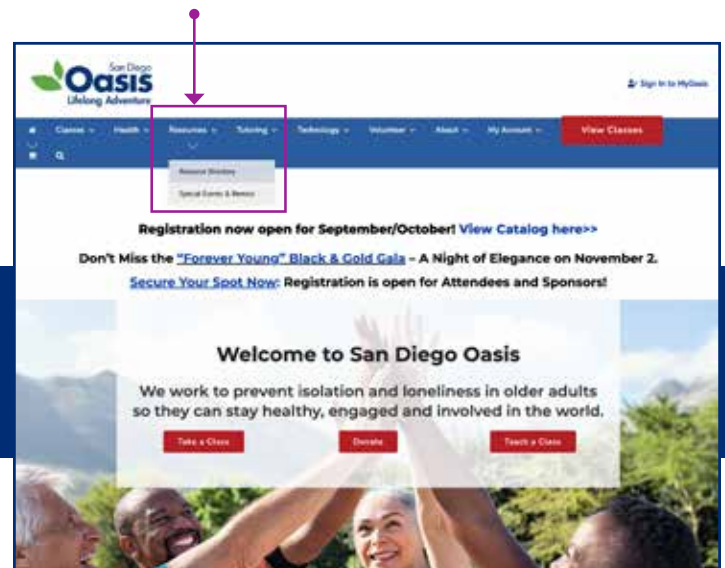 San Diego
Oasis
Lifelong Adventure
Sign In to MyOasis
Classes Health Resources Tutoring Technology Volunteer About My Account View Classes
Resource Directory
Special Events &
Registration now open for September/October! View Catalog here>>
Don't Miss the "Forever Young" Black & Gold Gala – A Night of Elegance on November 2.
Secure Your Spot Now: Registration is open for Attendees and Sponsors!
Welcome to San Diego Oasis
We work to prevent isolation and loneliness in older adults
so they can stay healthy, engaged and involved in the world.
Take a Class Donate Teach a Class